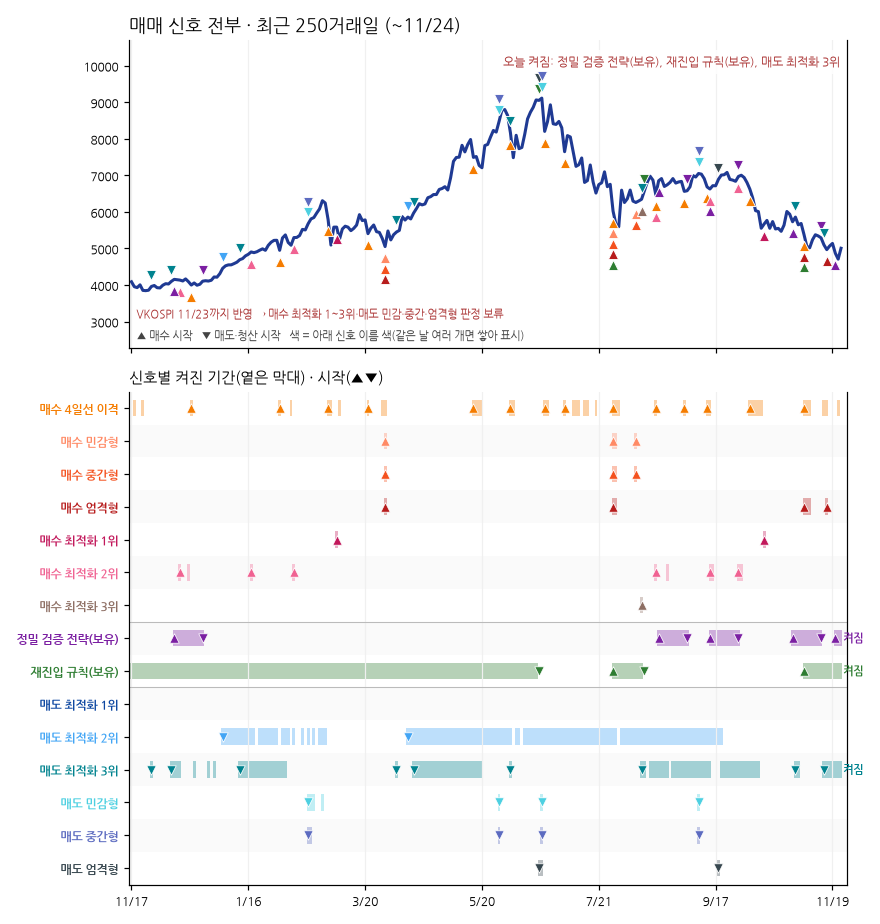 매매 신호 전부 · 최근 250거래일 (~11/24)
오늘 켜짐: 정밀 검증 전략(보유), 재진입 규칙(보유), 매도 최적화 3위
10000
9000
8000
7000
6000
5000
4000
3000
VKOSPI 11/23까지 반영 → 매수 최적화 1~3위·매도 민감·중간·엄격형 판정 보류
▲ 매수 시작 ▼ 매도·청산 시작 색 = 아래 신호 이름 색(같은 날 여러 개면 쌓아 표시)
신호별 켜진 기간(옅은 막대) · 시작(▲▼)
매수 4일선 이격
매수 민감형
매수 중간형
매수 엄격형
매수 최적화 1위
매수 최적화 2위
매수 최적화 3위
정밀 검증 전략(보유) 켜짐
재진입 규칙(보유) 켜짐
매도 최적화 1위
매도 최적화 2위
매도 최적화 3위 켜짐
매도 민감형
매도 중간형
매도 엄격형
11/17 1/16 3/20 5/20 7/21 9/17 11/19